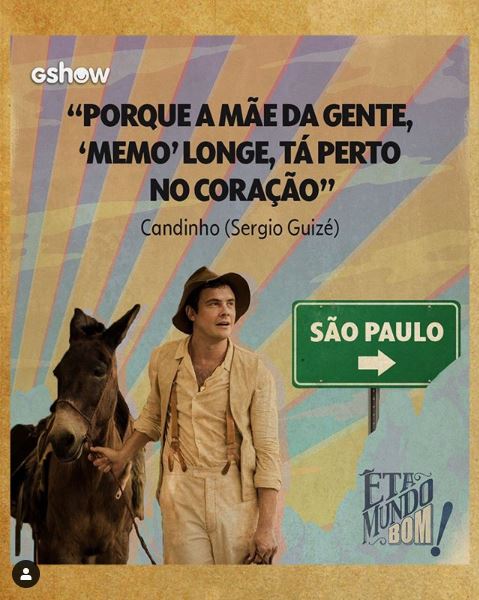 gshow
“PORQUE A MÃE DA GENTE,
‘MEMO’ LONGE, TÁ PERTO
NO CORAÇÃO”
Candinho (Sergio Guizé)
SÃO PAULO
ÊTA
MUNDO
BOM!